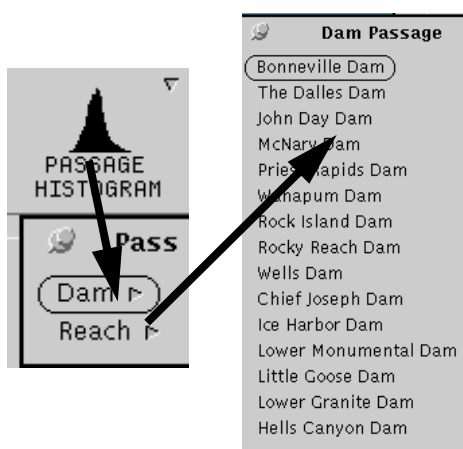 PASSAGE
HISTOGRAM
Pass
Dam
Reach
Dam Passage
Bonneville Dam
The Dalles Dam
John Day Dam
McNary Dam
Priest Rapids Dam
Wanapum Dam
Rock Island Dam
Rocky Reach Dam
Wells Dam
Chief Joseph Dam
Ice Harbor Dam
Lower Monumental Dam
Little Goose Dam
Lower Granite Dam
Hells Canyon Dam